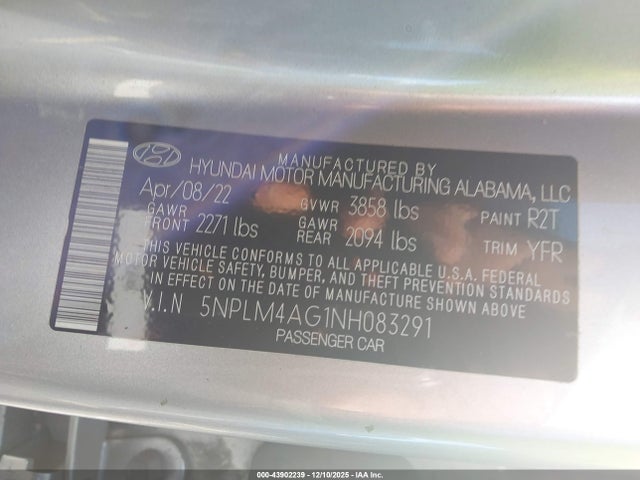 MANUFACTURED BY
HYUNDAI MOTOR MANUFACTURING ALABAMA, LLC
Apr/08/22 GVWR 3858 lbs PAINT R2T
GAWR FRONT 2271 lbs GAWR REAR 2094 lbs TRIM YFR
THIS VEHICLE CONFORMS TO ALL APPLICABLE U.S.A. FEDERAL
MOTOR VEHICLE SAFETY, BUMPER, AND THEFT PREVENTION STANDARDS
IN EFFECT ON THE DATE OF MANUFACTURE SHOWN ABOVE
V.I.N 5NPLM4AG1NH083291
PASSENGER CAR
000-43902239 - 12/10/2025 - IAA Inc.